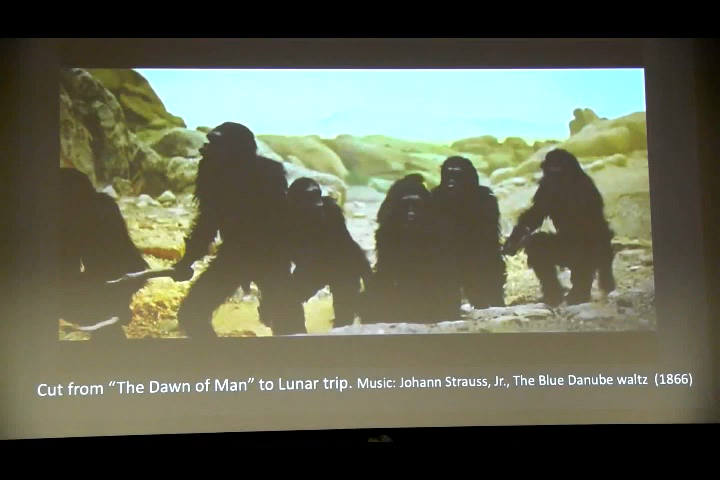 Cut from “The Dawn of Man” to Lunar trip. Music: Johann Strauss, Jr., The Blue Danube waltz (1866)